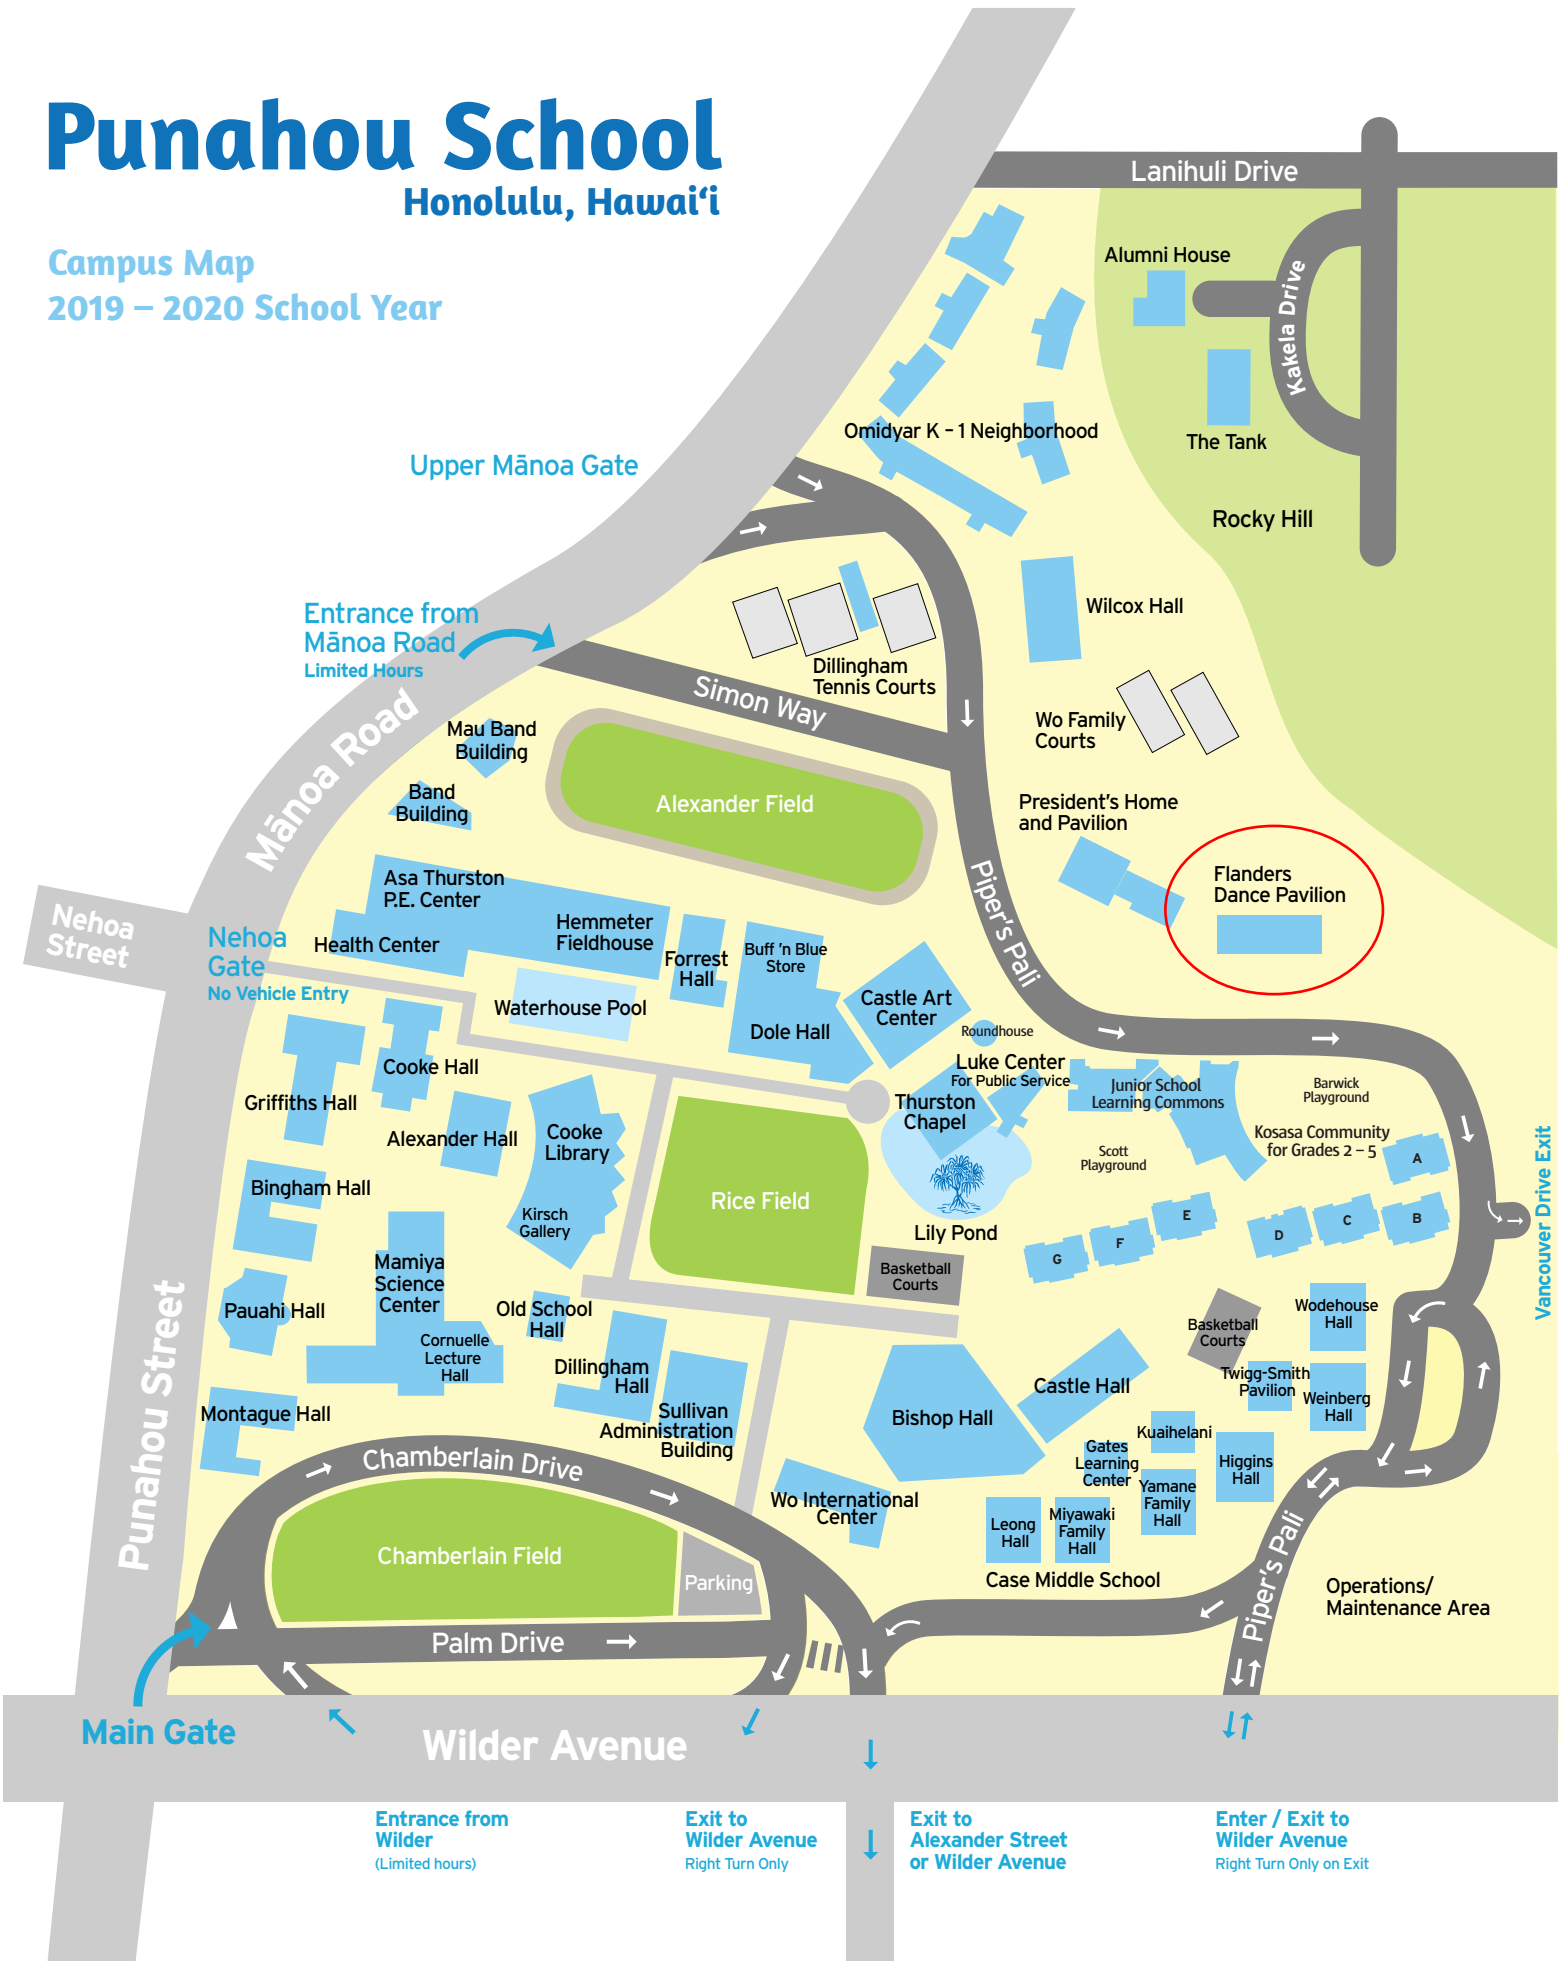 Punahou School
Honolulu, Hawai‘i
Campus Map
2019 – 2020 School Year
Lanihuli Drive
Alumni House
Kakela Drive
The Tank
Rocky Hill
Omidyar K – 1 Neighborhood
Upper Mānoa Gate
Wilcox Hall
Entrance from
Mānoa Road
Limited Hours
Dillingham
Tennis Courts
Simon Way
Wo Family
Courts
Mānoa Road
Mau Band
Building
Band
Building
Alexander Field
President’s Home
and Pavilion
Piper’s Pali
Flanders
Dance Pavilion
Asa Thurston
P.E. Center
Nehoa
Street
Nehoa
Gate
No Vehicle Entry
Health Center
Hemmeter
Fieldhouse
Forrest
Hall
Buff ’n Blue
Store
Waterhouse Pool
Dole Hall
Castle Art
Center
Roundhouse
Luke Center
For Public Service
Thurston
Chapel
Junior School
Learning Commons
Barwick
Playground
Cooke Hall
Griffiths Hall
Alexander Hall
Cooke
Library
Kosasa Community
for Grades 2 – 5
Scott
Playground
A
Bingham Hall
Kirsch
Gallery
Rice Field
Lily Pond
E
F
G
D
C
B
Vancouver Drive Exit
Mamiya
Science
Center
Basketball
Courts
Pauahi Hall
Old School
Hall
Cornuelle
Lecture
Hall
Basketball
Courts
Wodehouse
Hall
Punahou Street
Dillingham
Hall
Castle Hall
Twigg-Smith
Pavilion
Weinberg
Hall
Montague Hall
Sullivan
Administration
Building
Bishop Hall
Kuaihelani
Gates
Learning
Center
Higgins
Hall
Chamberlain Drive
Wo International
Center
Yamane
Family
Hall
Leong
Hall
Miyawaki
Family
Hall
Chamberlain Field
Parking
Case Middle School
Piper’s Pali
Operations/
Maintenance Area
Palm Drive
Main Gate
Wilder Avenue
Entrance from
Wilder
(Limited hours)
Exit to
Wilder Avenue
Right Turn Only
Exit to
Alexander Street
or Wilder Avenue
Enter / Exit to
Wilder Avenue
Right Turn Only on Exit